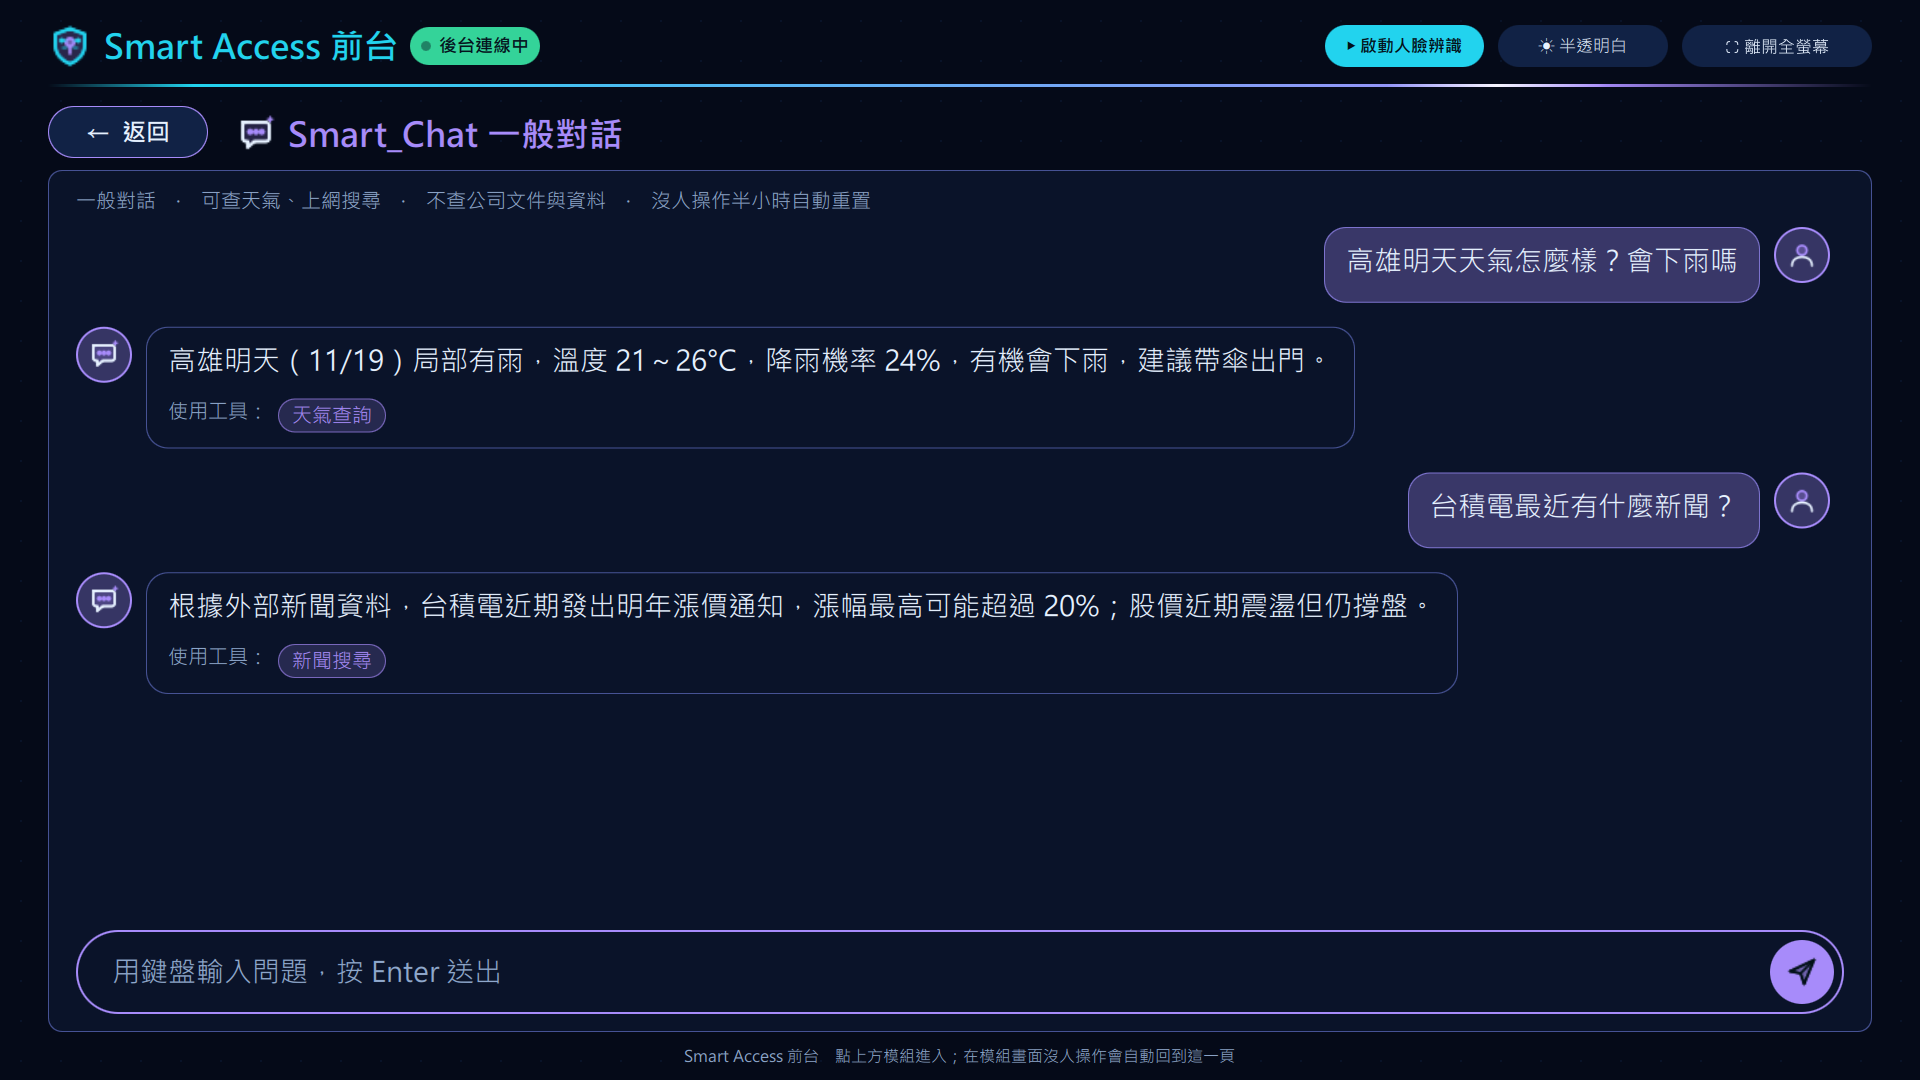 Smart Access 前台
後台連線中
啟動人臉辨識
半透明白
離開全螢幕
← 返回
Smart_Chat 一般對話
一般對話 · 可查天氣、上網搜尋 · 不查公司文件與資料 · 沒人操作半小時自動重置
高雄明天天氣怎麼樣？會下雨嗎
高雄明天（11/19）局部有雨，溫度 21～26°C，降雨機率 24%，有機會下雨，建議帶傘出門。
使用工具： 天氣查詢
台積電最近有什麼新聞？
根據外部新聞資料，台積電近期發出明年漲價通知，漲幅最高可能超過 20%；股價近期震盪但仍撐盤。
使用工具： 新聞搜尋
用鍵盤輸入問題，按 Enter 送出
Smart Access 前台　點上方模組進入；在模組畫面沒人操作會自動回到這一頁